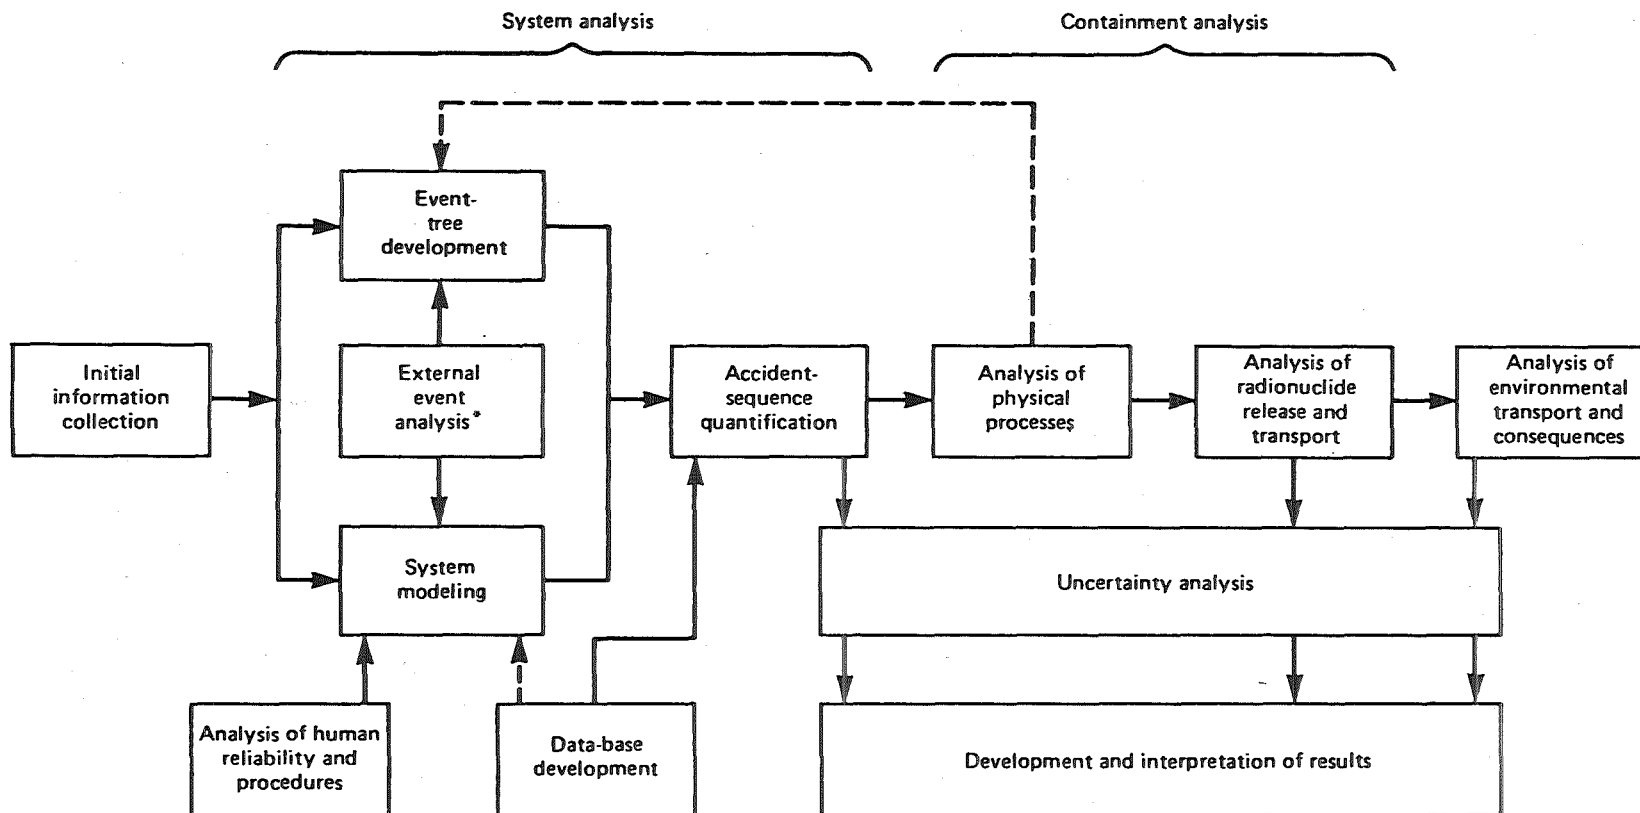 System analysis
Containment analysis
Event-
tree
development
Initial
information
collection
External
event
analysis*
Accident-
sequence
quantification
Analysis of
physical
processes
Analysis of
radionuclide
release and
transport
Analysis of
environmental
transport and
consequences
System
modeling
Uncertainty analysis
Analysis of human
reliability and
procedures
Data-base
development
Development and interpretation of results